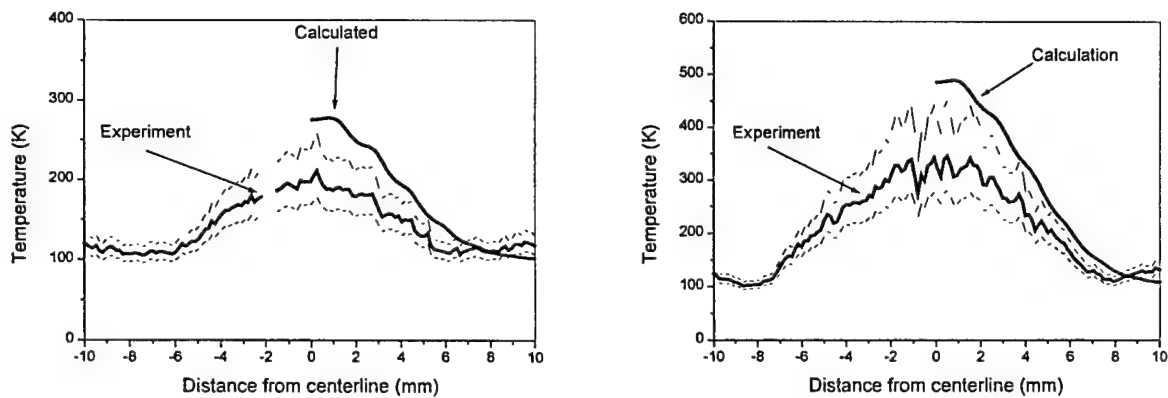 400
300
200
100
0
Temperature (K)
Calculated
Experiment
-10 -8 -6 -4 -2 0 2 4 6 8 10
Distance from centerline (mm)
600
500
400
300
200
100
0
Temperature (K)
Calculation
Experiment
-10 -8 -6 -4 -2 0 2 4 6 8 10
Distance from centerline (mm)